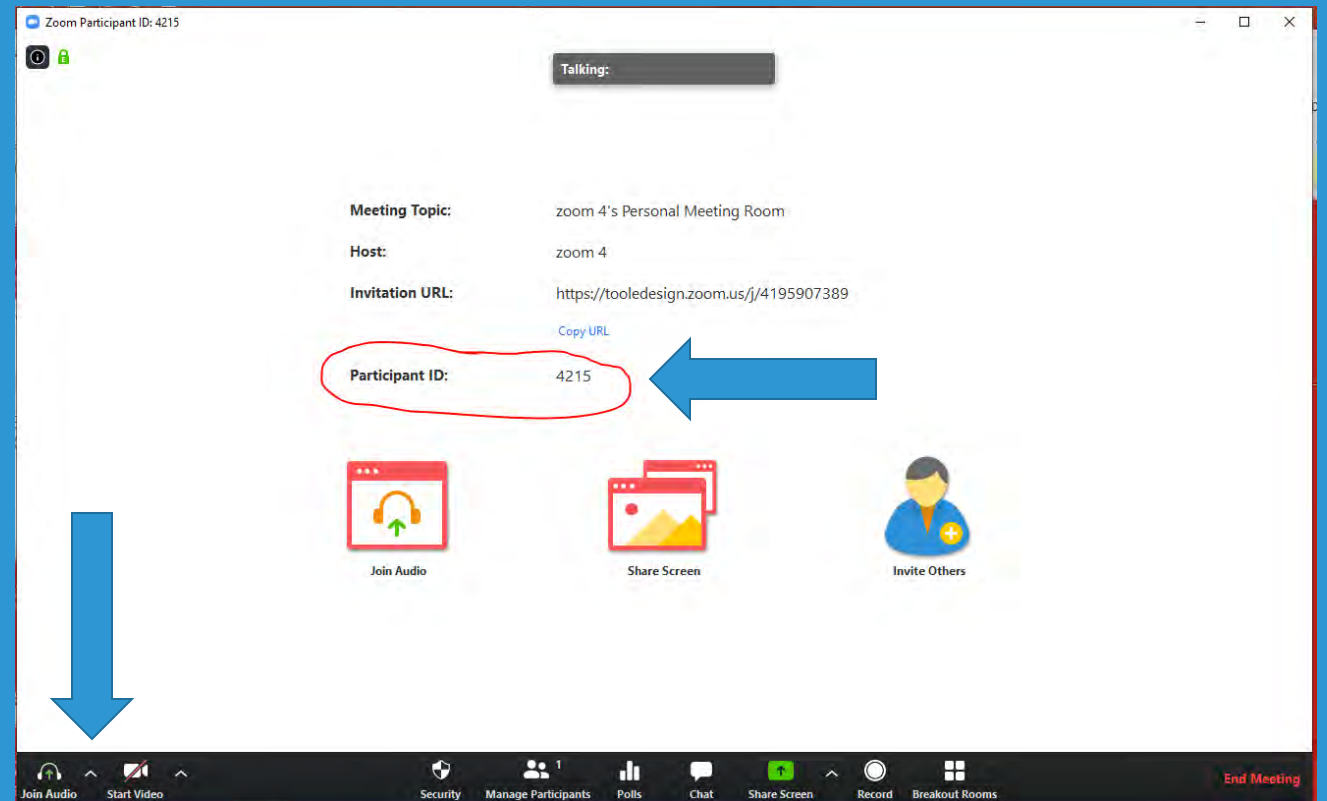 Zoom Participant ID: 4215
Talking:
Meeting Topic: zoom 4's Personal Meeting Room
Host: zoom 4
Invitation URL: https://tooledesign.zoom.us/j/4195907389
Copy URL
Participant ID: 4215
Join Audio Share Screen Invite Others
1
Join Audio Start Video Security Manage Participants Polls Chat Share Screen Record Breakout Rooms End Meeting